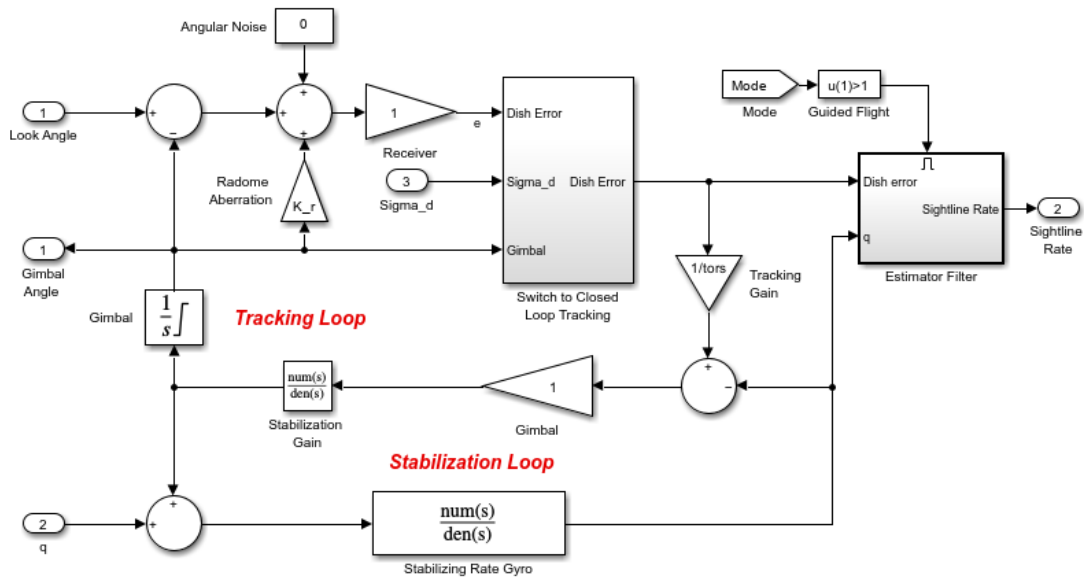 Angular Noise
0
1
Look Angle
+
−
+
+
+
1
Receiver
e
Dish Error
Sigma_d
Dish Error
Gimbal
Switch to Closed
Loop Tracking
3
Sigma_d
Radome
Aberration
K_r
Mode
Mode
u(1)>1
Guided Flight
Dish error
Sightline Rate
q
Estimator Filter
2
Sightline
Rate
1
Gimbal
Angle
Gimbal
1
s
Tracking Loop
1/tors
Tracking
Gain
num(s)
den(s)
Stabilization
Gain
1
Gimbal
+
−
Stabilization Loop
2
q
+
+
num(s)
den(s)
Stabilizing Rate Gyro